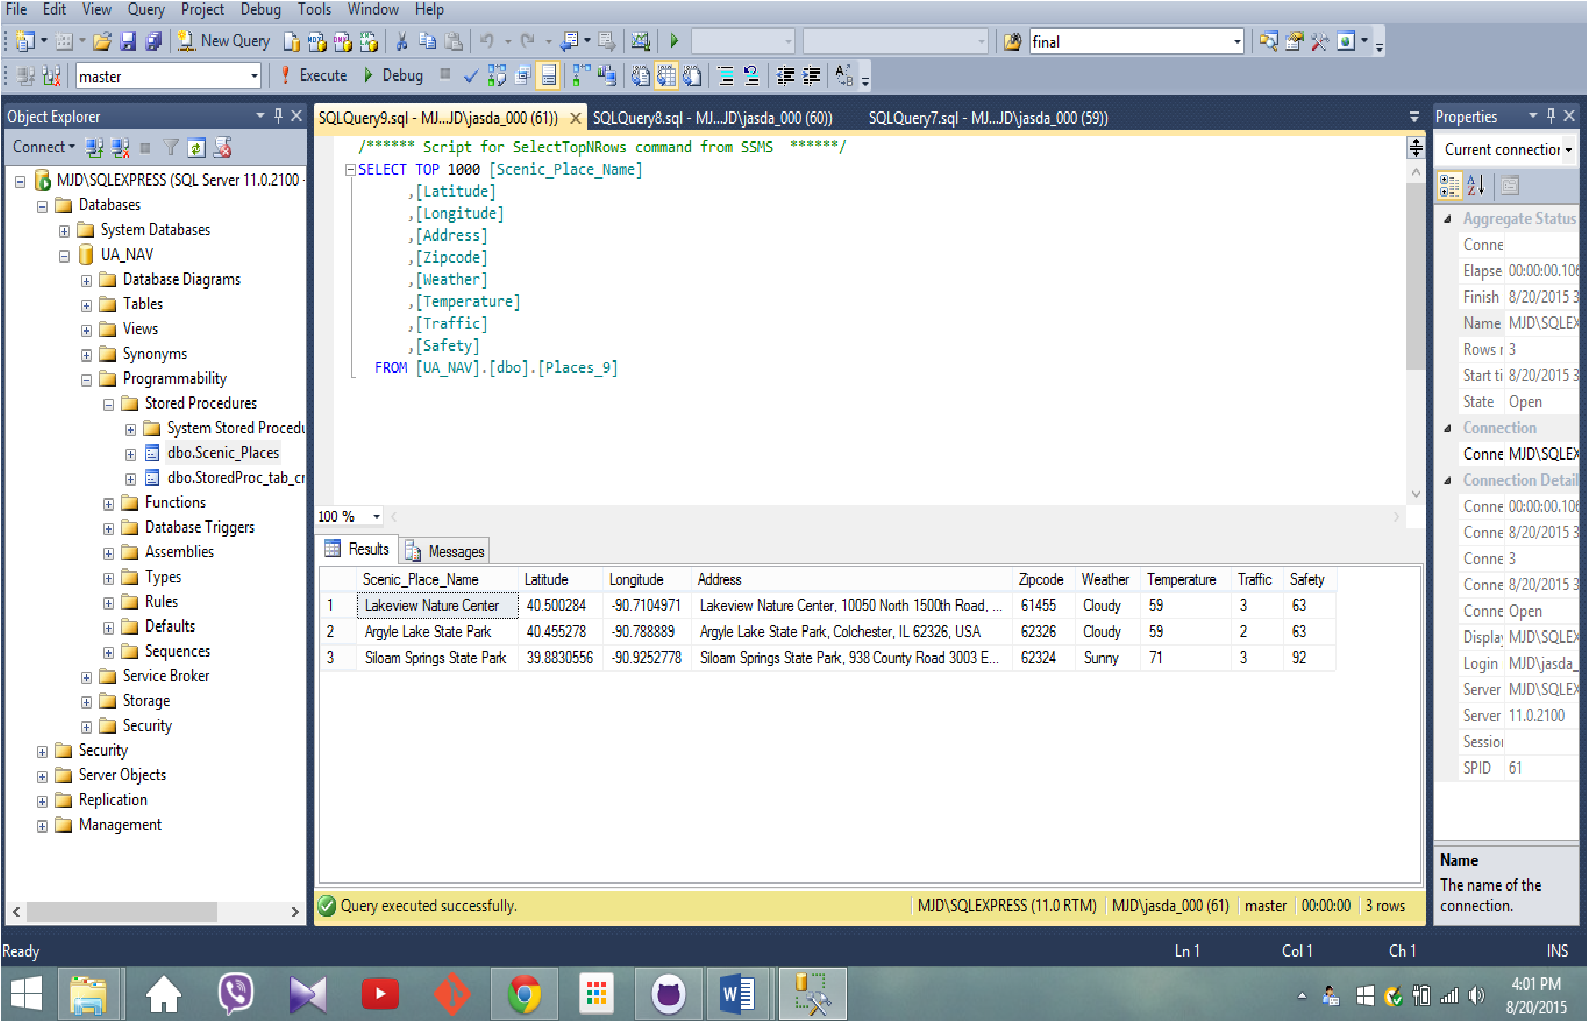 File Edit View Query Project Debug Tools Window Help
New Query final
master Execute Debug
Object Explorer
Connect
MJD\SQLEXPRESS (SQL Server 11.0.2100 -
Databases
System Databases
UA_NAV
Database Diagrams
Tables
Views
Synonyms
Programmability
Stored Procedures
System Stored Procedu
dbo.Scenic_Places
dbo.StoredProc_tab_cr
Functions
Database Triggers
Assemblies
Types
Rules
Defaults
Sequences
Service Broker
Storage
Security
Security
Server Objects
Replication
Management
SQLQuery9.sql - MJ...JD\jasda_000 (61)) SQLQuery8.sql - MJ...JD\jasda_000 (60)) SQLQuery7.sql - MJ...JD\jasda_000 (59))
/****** Script for SelectTopNRows command from SSMS ******/
SELECT TOP 1000 [Scenic_Place_Name]
,[Latitude]
,[Longitude]
,[Address]
,[Zipcode]
,[Weather]
,[Temperature]
,[Traffic]
,[Safety]
FROM [UA_NAV].[dbo].[Places_9]
100 %
Results Messages
Scenic_Place_Name Latitude Longitude Address Zipcode Weather Temperature Traffic Safety
1 Lakeview Nature Center 40.500284 -90.7104971 Lakeview Nature Center, 10050 North 1500th Road, ... 61455 Cloudy 59 3 63
2 Argyle Lake State Park 40.455278 -90.788889 Argyle Lake State Park, Colchester, IL 62326, USA 62326 Cloudy 59 2 63
3 Siloam Springs State Park 39.8830556 -90.9252778 Siloam Springs State Park, 938 County Road 3003 E... 62324 Sunny 71 3 92
Query executed successfully. MJD\SQLEXPRESS (11.0 RTM) MJD\jasda_000 (61) master 00:00:00 3 rows
Properties
Current connection
Aggregate Status
Conne
Elapse 00:00:00.106
Finish 8/20/2015 3
Name MJD\SQLEX
Rows r 3
Start ti 8/20/2015 3
State Open
Connection
Conne MJD\SQLEX
Connection Detail
Conne 00:00:00.106
Conne 8/20/2015 3
Conne 3
Conne 8/20/2015 3
Conne Open
Display MJD\SQLEX
Login MJD\jasda_
Server MJD\SQLEX
Server 11.0.2100
Session
SPID 61
Name
The name of the
connection.
Ready Ln 1 Col 1 Ch 1 INS
4:01 PM
8/20/2015